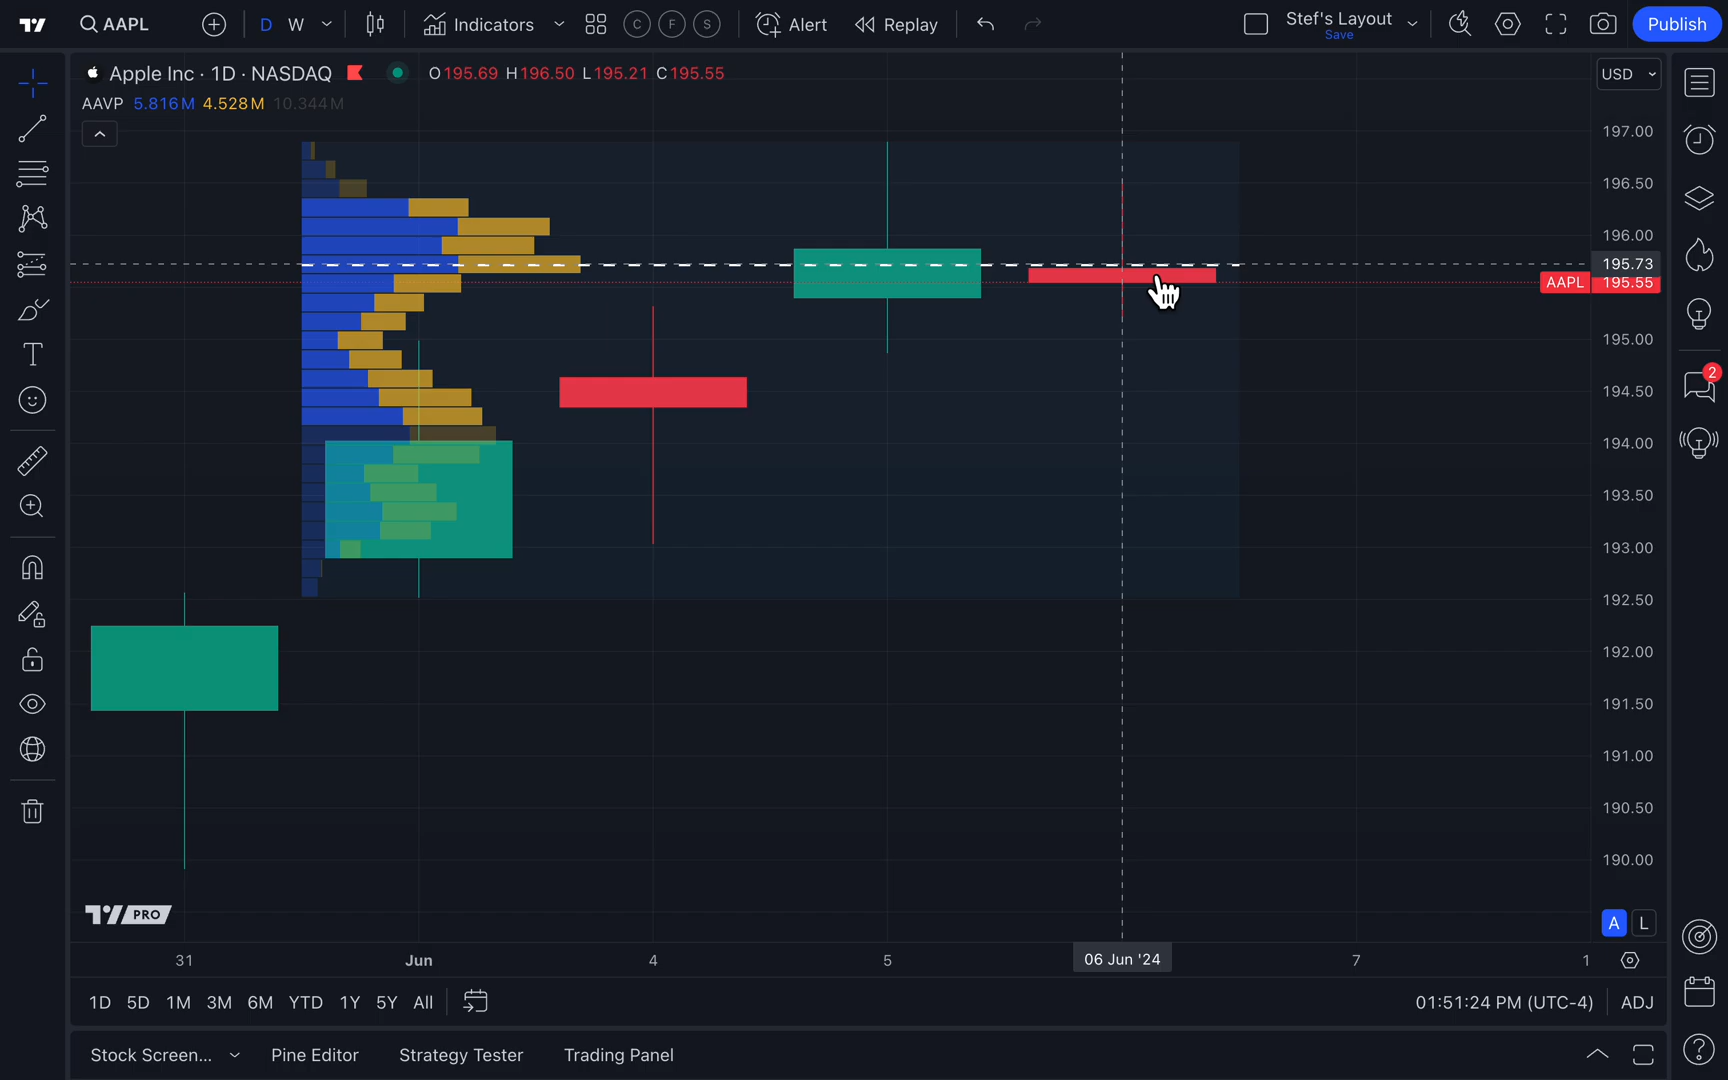 AAPL
D W
Indicators
C F S
Alert
Replay
Stef's Layout
Save
Publish
Apple Inc · 1D · NASDAQ O195.69 H196.50 L195.21 C195.55
AAVP 5.816M 4.528M 10.344M
USD
197.00
196.50
196.00
195.73
AAPL 195.55
195.00
194.50
194.00
193.50
193.00
192.50
192.00
191.50
191.00
190.50
190.00
2
PRO
A L
31 Jun 4 5 06 Jun '24 7 1
1D 5D 1M 3M 6M YTD 1Y 5Y All
01:51:24 PM (UTC-4) ADJ
Stock Screen... Pine Editor Strategy Tester Trading Panel